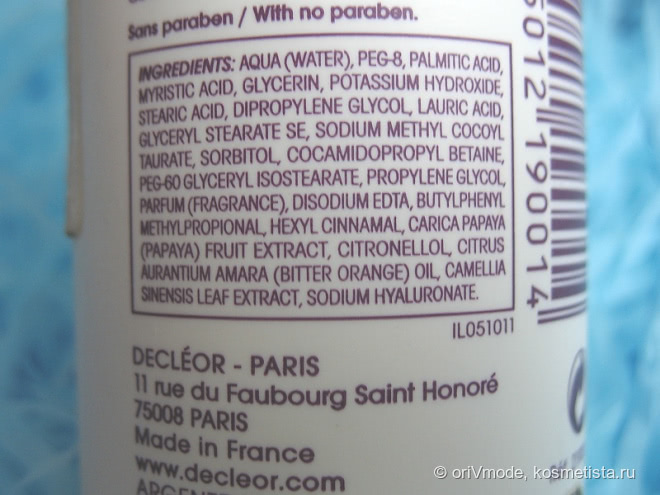 Sans paraben / With no paraben.
INGREDIENTS: AQUA (WATER), PEG-8, PALMITIC ACID,
MYRISTIC ACID, GLYCERIN, POTASSIUM HYDROXIDE,
STEARIC ACID, DIPROPYLENE GLYCOL, LAURIC ACID,
GLYCERYL STEARATE SE, SODIUM METHYL COCOYL
TAURATE, SORBITOL, COCAMIDOPROPYL BETAINE,
PEG-60 GLYCERYL ISOSTEARATE, PROPYLENE GLYCOL,
PARFUM (FRAGRANCE), DISODIUM EDTA, BUTYLPHENYL
METHYLPROPIONAL, HEXYL CINNAMAL, CARICA PAPAYA
(PAPAYA) FRUIT EXTRACT, CITRONELLOL, CITRUS
AURANTIUM AMARA (BITTER ORANGE) OIL, CAMELLIA
SINENSIS LEAF EXTRACT, SODIUM HYALURONATE.
IL051011
DECLÉOR - PARIS
11 rue du Faubourg Saint Honoré
75008 PARIS
Made in France
www.decleor.com
5012 190014
© oriVmode, kosmetista.ru